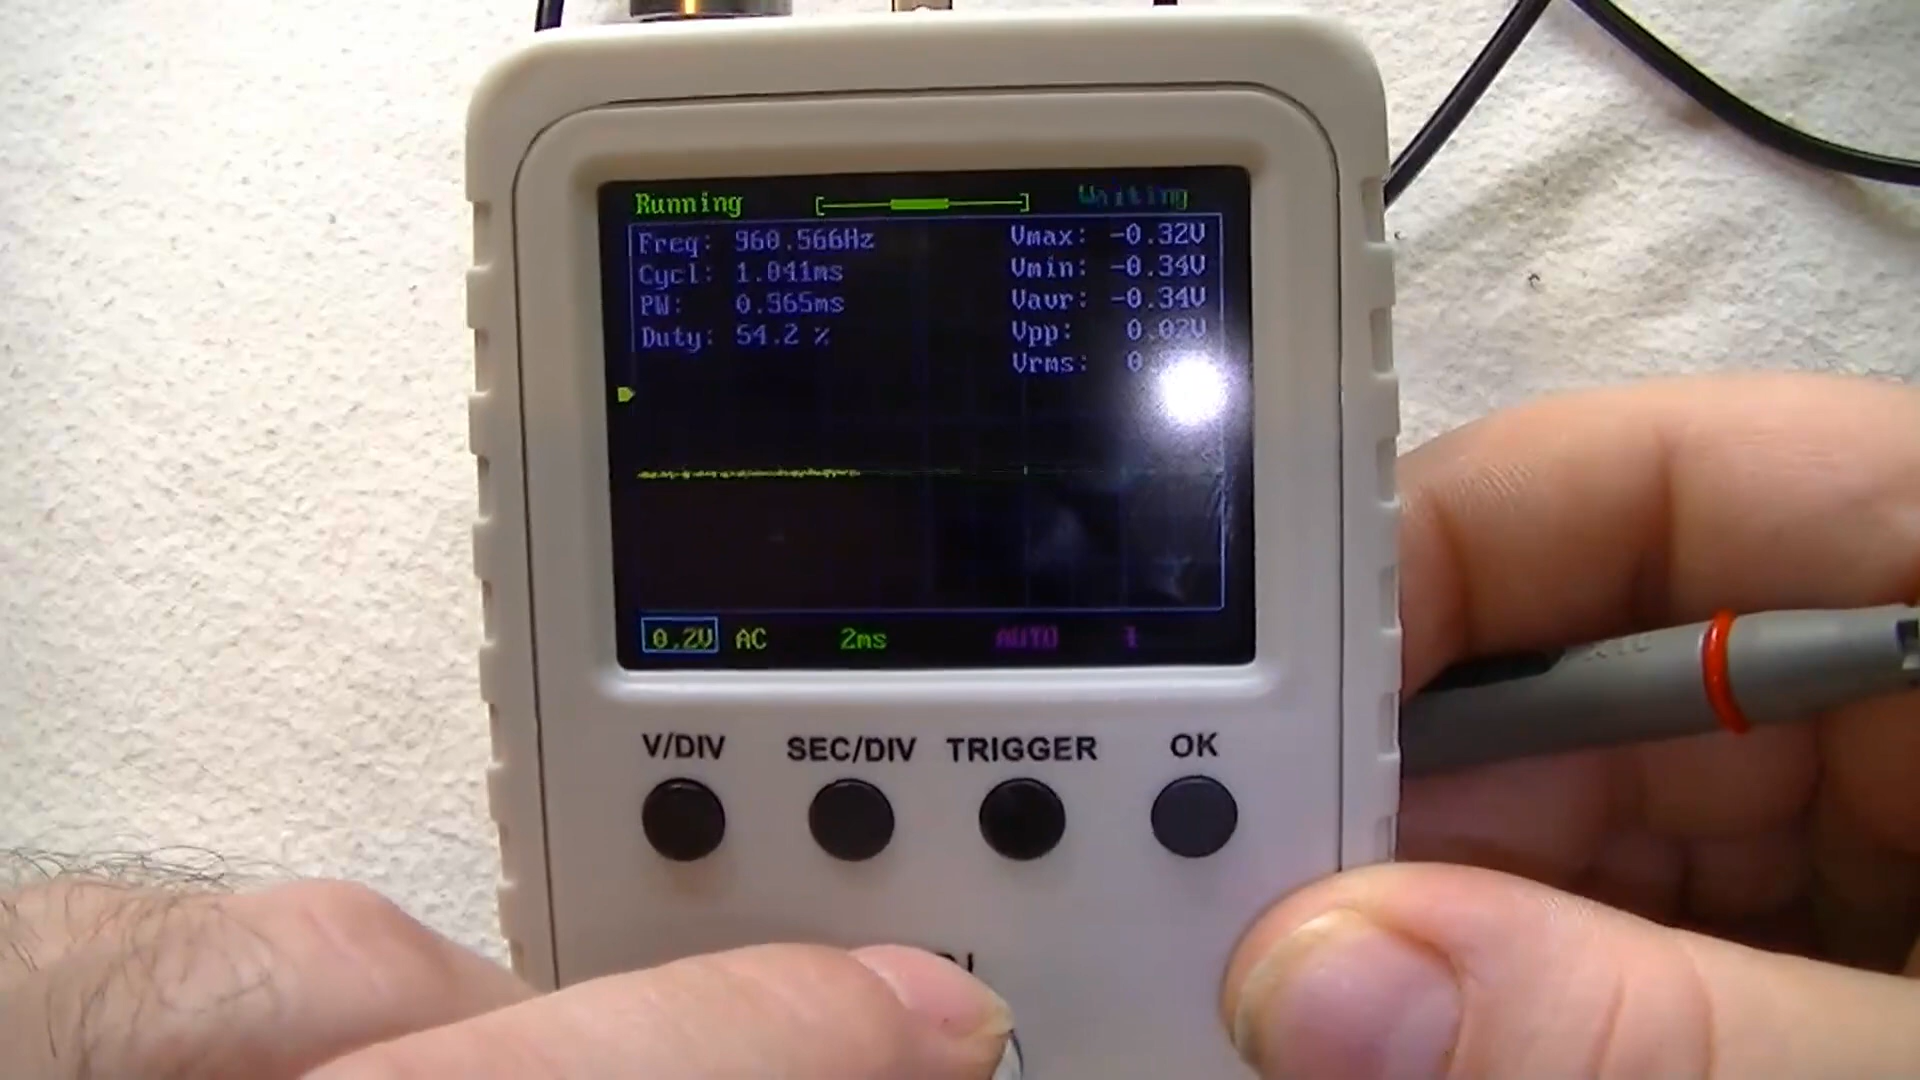 Running Waiting
Freq: 960.566Hz Vmax: -0.32V
Cycl: 1.041ms Vmin: -0.34V
PW: 0.565ms Vavr: -0.34V
Duty: 54.2 % Vpp: 0.02V
Vrms:
0.2V AC 2ms AUTO
V/DIV SEC/DIV TRIGGER OK